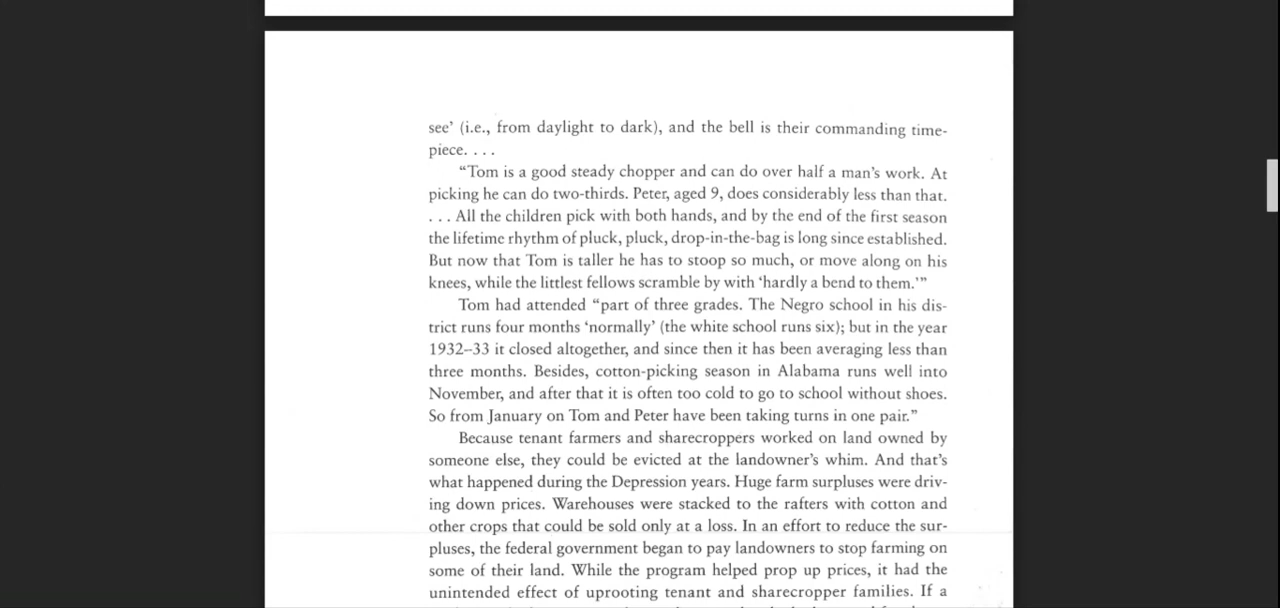 see’ (i.e., from daylight to dark), and the bell is their commanding time-
piece. . . .
“Tom is a good steady chopper and can do over half a man’s work. At
picking he can do two-thirds. Peter, aged 9, does considerably less than that.
. . . All the children pick with both hands, and by the end of the first season
the lifetime rhythm of pluck, pluck, drop-in-the-bag is long since established.
But now that Tom is taller he has to stoop so much, or move along on his
knees, while the littlest fellows scramble by with ‘hardly a bend to them.’”
Tom had attended “part of three grades. The Negro school in his dis-
trict runs four months ‘normally’ (the white school runs six); but in the year
1932–33 it closed altogether, and since then it has been averaging less than
three months. Besides, cotton-picking season in Alabama runs well into
November, and after that it is often too cold to go to school without shoes.
So from January on Tom and Peter have been taking turns in one pair.”
Because tenant farmers and sharecroppers worked on land owned by
someone else, they could be evicted at the landowner’s whim. And that’s
what happened during the Depression years. Huge farm surpluses were driv-
ing down prices. Warehouses were stacked to the rafters with cotton and
other crops that could be sold only at a loss. In an effort to reduce the sur-
pluses, the federal government began to pay landowners to stop farming on
some of their land. While the program helped prop up prices, it had the
unintended effect of uprooting tenant and sharecropper families. If a